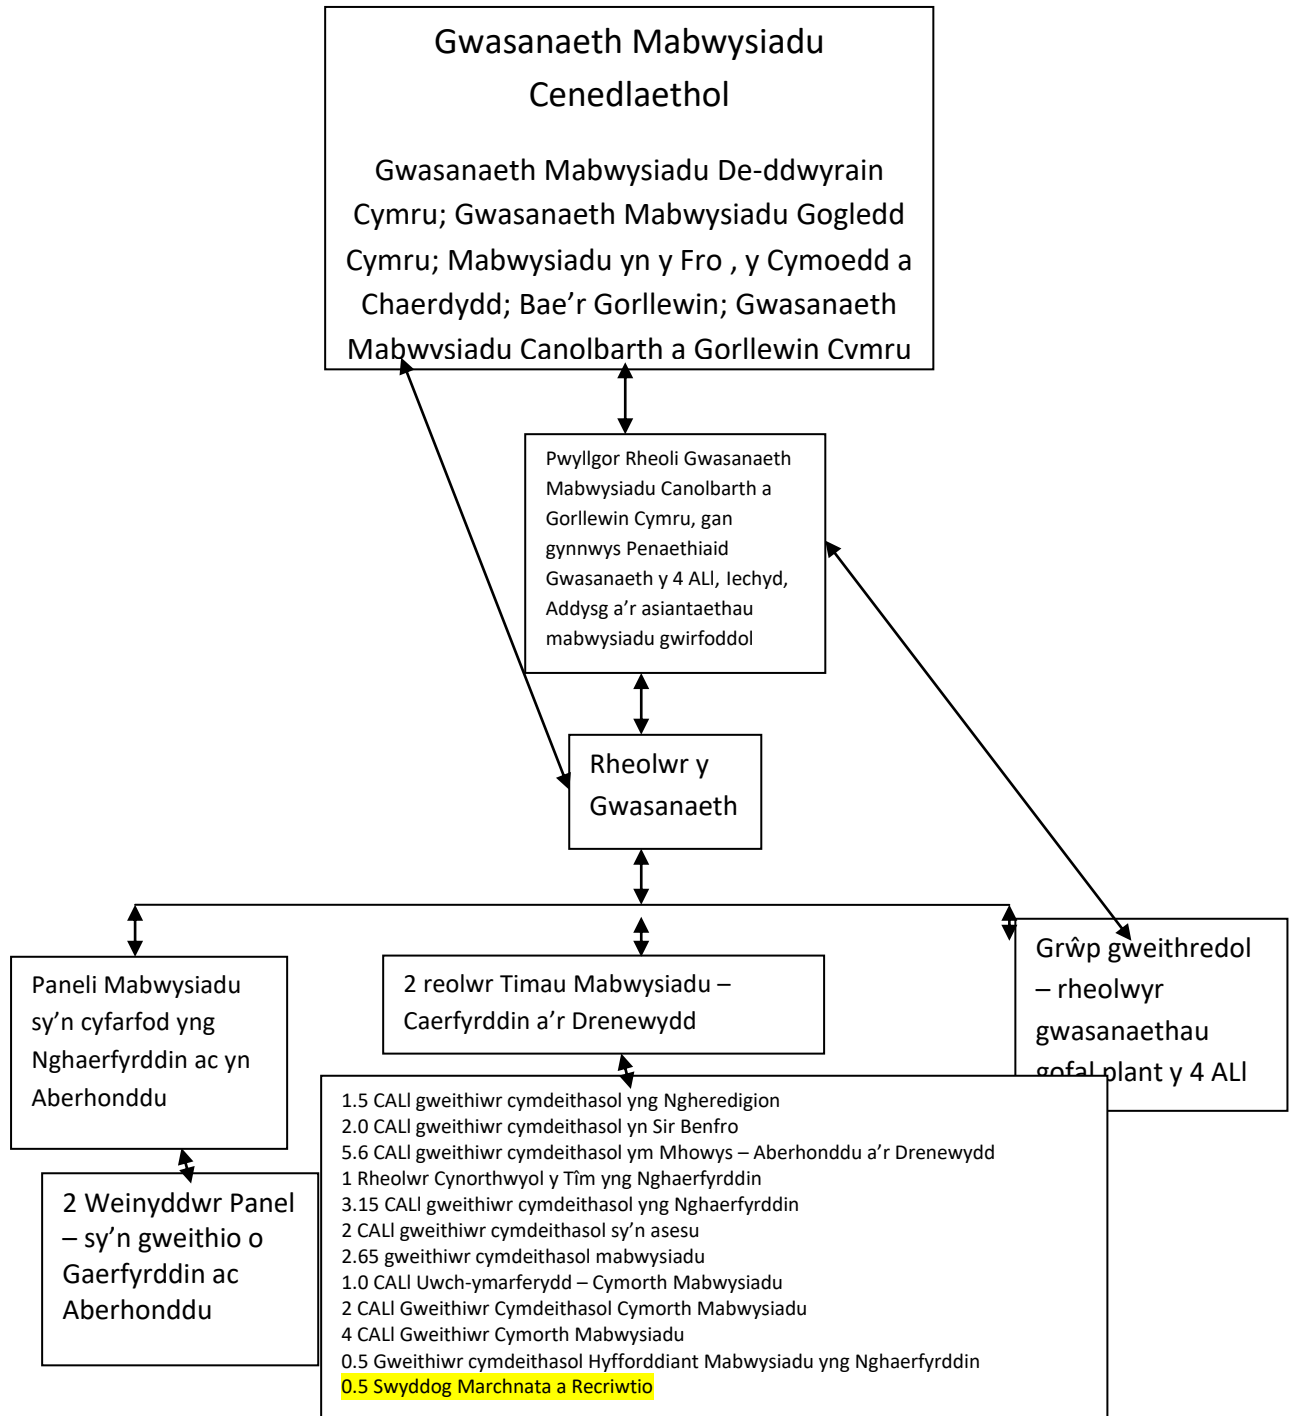 Gwasanaeth Mabwysiadu
Cenedlaethol
Gwasanaeth Mabwysiadu De-ddwyrain
Cymru; Gwasanaeth Mabwysiadu Gogledd
Cymru; Mabwysiadu yn y Fro , y Cymoedd a
Chaerdydd; Bae’r Gorllewin; Gwasanaeth
Mabwysiadu Canolbarth a Gorllewin Cymru
Pwyllgor Rheoli Gwasanaeth
Mabwysiadu Canolbarth a
Gorllewin Cymru, gan
gynnwys Penaethiaid
Gwasanaeth y 4 ALl, Iechyd,
Addysg a’r asiantaethau
mabwysiadu gwirfoddol
Rheolwr y
Gwasanaeth
Paneli Mabwysiadu
sy’n cyfarfod yng
Nghaerfyrddin ac yn
Aberhonddu
2 reolwr Timau Mabwysiadu –
Caerfyrddin a’r Drenewydd
Grŵp gweithredol
– rheolwyr
gwasanaethau
gofal plant y 4 ALl
2 Weinyddwr Panel
– sy’n gweithio o
Gaerfyrddin ac
Aberhonddu
1.5 CALl gweithiwr cymdeithasol yng Ngheredigion
2.0 CALl gweithiwr cymdeithasol yn Sir Benfro
5.6 CALl gweithiwr cymdeithasol ym Mhowys – Aberhonddu a’r Drenewydd
1 Rheolwr Cynorthwyol y Tîm yng Nghaerfyrddin
3.15 CALl gweithiwr cymdeithasol yng Nghaerfyrddin
2 CALl gweithiwr cymdeithasol sy’n asesu
2.65 gweithiwr cymdeithasol mabwysiadu
1.0 CALl Uwch-ymarferydd – Cymorth Mabwysiadu
2 CALl Gweithiwr Cymdeithasol Cymorth Mabwysiadu
4 CALl Gweithiwr Cymorth Mabwysiadu
0.5 Gweithiwr cymdeithasol Hyfforddiant Mabwysiadu yng Nghaerfyrddin
0.5 Swyddog Marchnata a Recriwtio